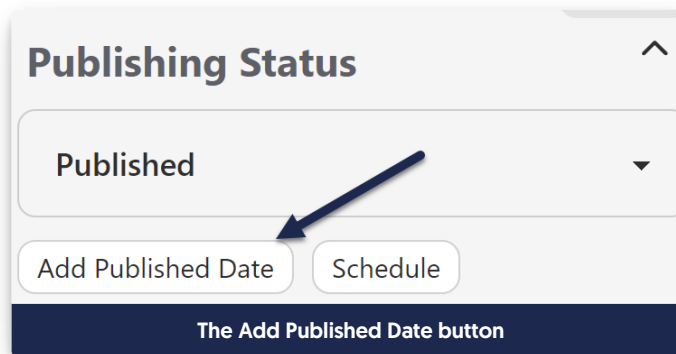 Publishing Status
Published
Add Published Date
Schedule
The Add Published Date button